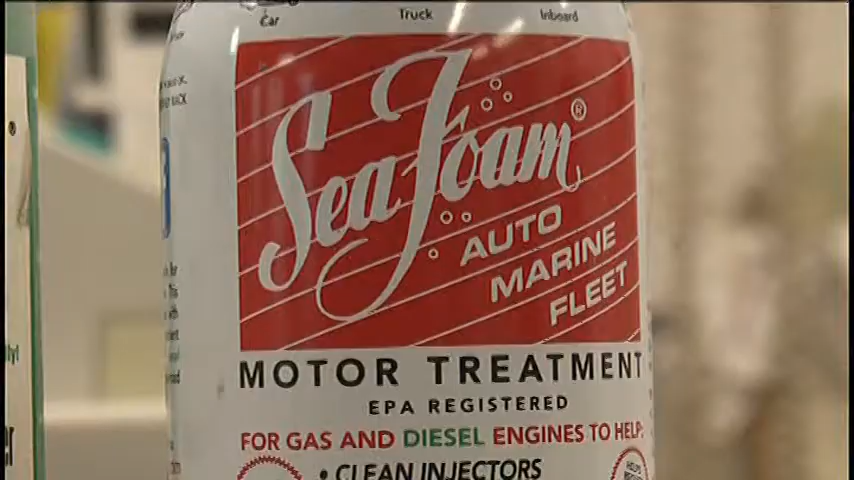 Car Truck Inboard
Sea Foam®
AUTO
MARINE
FLEET
MOTOR TREATMENT
EPA REGISTERED
FOR GAS AND DIESEL ENGINES TO HELP:
• CLEAN INJECTORS